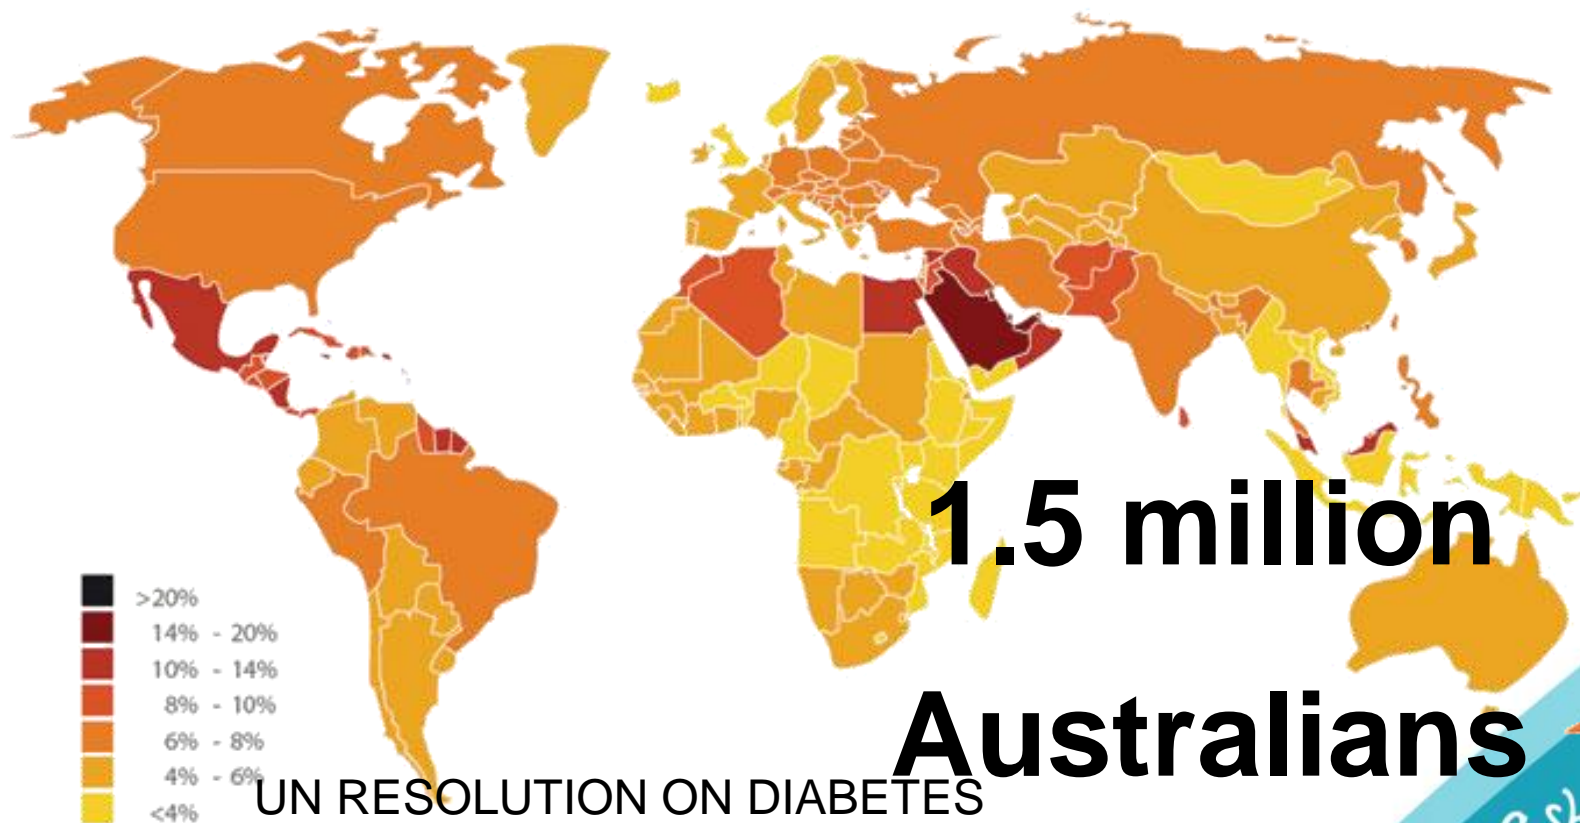 1.5 million
Australians
>20%
14% - 20%
10% - 14%
8% - 10%
6% - 8%
4% - 6%
<4%
UN RESOLUTION ON DIABETES